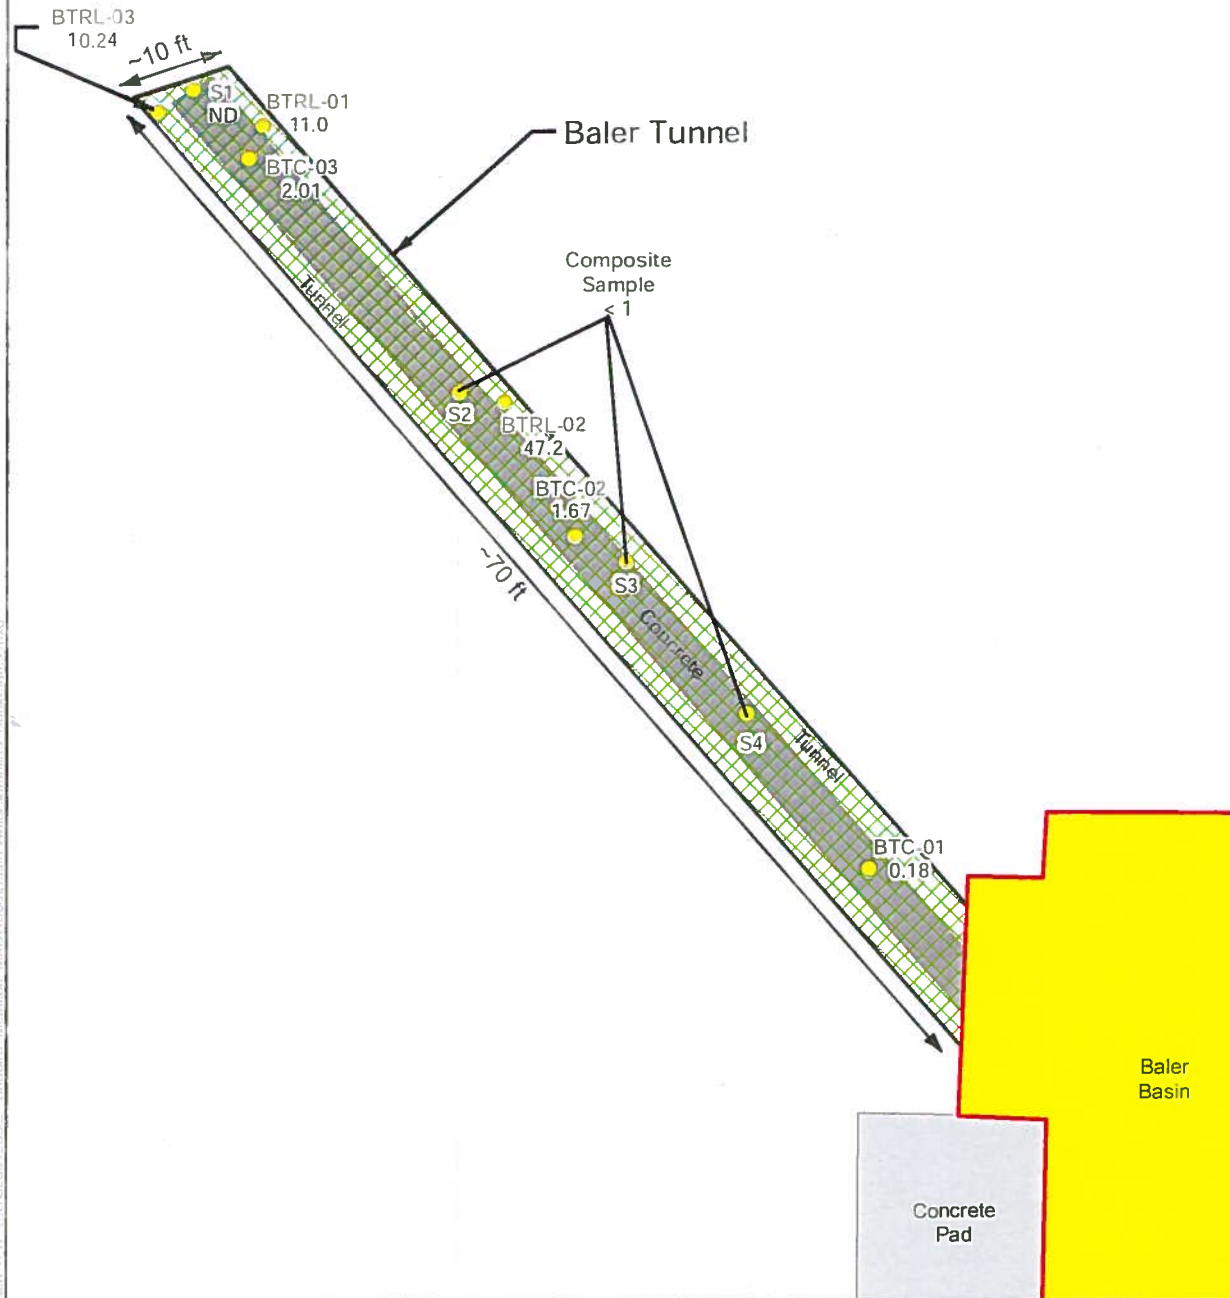 BTRL-03
10.24
~10 ft
S1
ND
BTRL-01
11.0
BTC-03
2.01
Baler Tunnel
Composite
Sample
< 1
Tunnel
S2
BTRL-02
47.2
BTC-02
1.67
~70 ft
S3
Concrete
S4
Tunnel
BTC-01
0.18
Baler
Basin
Concrete
Pad